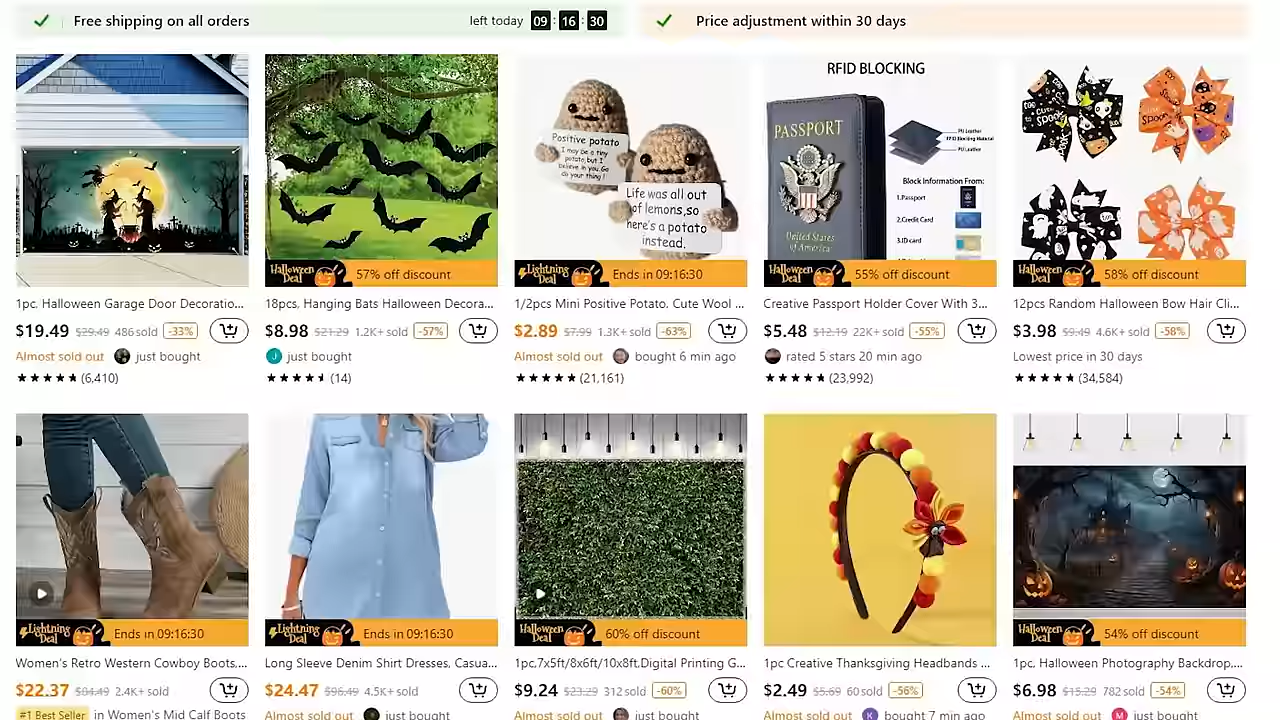 Free shipping on all orders left today 09 : 16 : 30 Price adjustment within 30 days
RFID BLOCKING
PASSPORT
United States
of America
PU Leather
RFID Blocking Material
PU Leather
Block Information From:
1.Passport
2.Credit Card
3.ID card
Positive potato
I may be a tiny
potato, but I
believe in you. Go
do your thing!
Life was all out
of lemons, so
here's a potato
instead.
Halloween Deal 57% off discount
Lightning Deal Ends in 09:16:30
Halloween Deal 55% off discount
Halloween Deal 58% off discount
1pc. Halloween Garage Door Decoratio...
$19.49 $29.49 486 sold -33%
Almost sold out just bought
(6,410)
18pcs, Hanging Bats Halloween Decora...
$8.98 $21.29 1.2K+ sold -57%
J just bought
(14)
1/2pcs Mini Positive Potato. Cute Wool ...
$2.89 $7.99 1.3K+ sold -63%
Almost sold out bought 6 min ago
(21,161)
Creative Passport Holder Cover With 3...
$5.48 $12.19 22K+ sold -55%
rated 5 stars 20 min ago
(23,992)
12pcs Random Halloween Bow Hair Cli...
$3.98 $9.49 4.6K+ sold -58%
Lowest price in 30 days
(34,584)
Lightning Deal Ends in 09:16:30
Lightning Deal Ends in 09:16:30
Halloween Deal 60% off discount
Halloween Deal 54% off discount
Women's Retro Western Cowboy Boots,...
$22.37 $84.49 2.4K+ sold
#1 Best Seller in Women's Mid Calf Boots
Long Sleeve Denim Shirt Dresses, Casua...
$24.47 $96.49 4.5K+ sold
Almost sold out just bought
1pc,7x5ft/8x6ft/10x8ft,Digital Printing G...
$9.24 $23.29 312 sold -60%
Almost sold out just bought
1pc Creative Thanksgiving Headbands ...
$2.49 $5.69 60 sold -56%
Almost sold out K bought 7 min ago
1pc, Halloween Photography Backdrop,...
$6.98 $15.29 782 sold -54%
Almost sold out M just bought